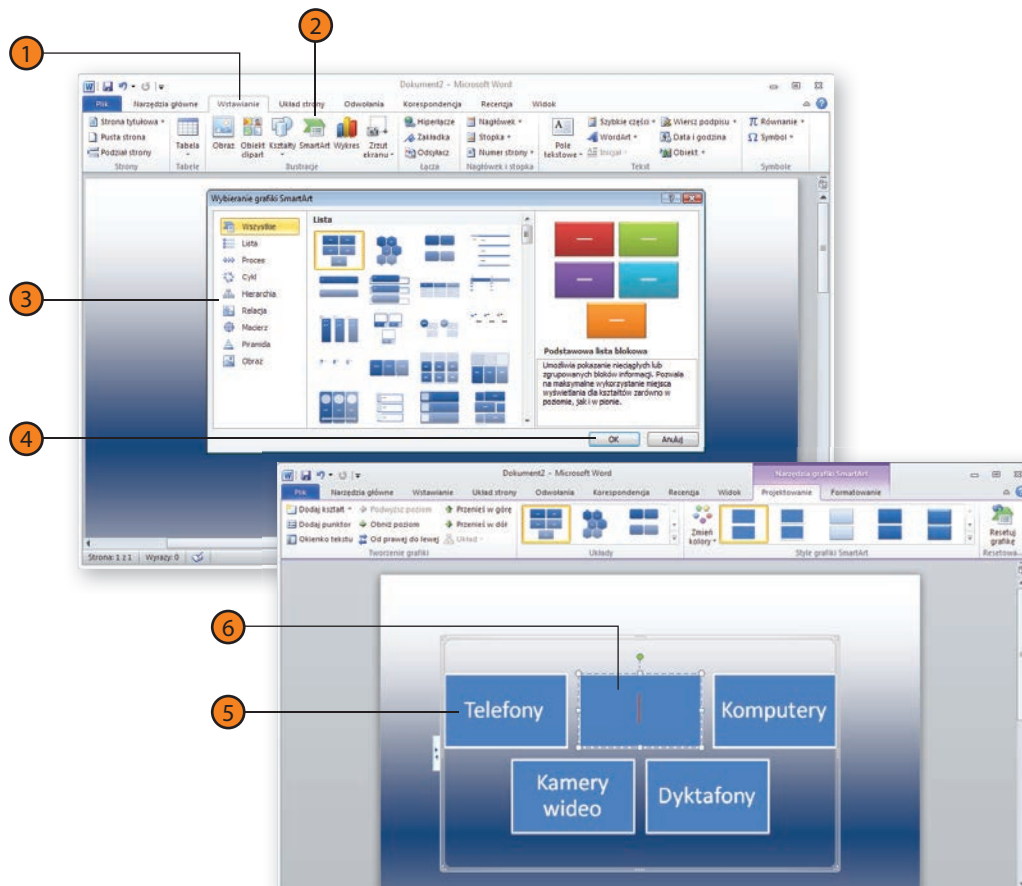 1
2
Dokument2 - Microsoft Word
Plik Narzędzia główne Wstawianie Układ strony Odwołania Korespondencja Recenzja Widok
Strona tytułowa
Pusta strona
Podział strony
Strony
Tabela
Tabele
Obraz Obiekt clipart Kształty SmartArt Wykres Zrzut ekranu
Ilustracje
Hiperłącze
Zakładka
Odsyłacz
Łącza
Nagłówek
Stopka
Numer strony
Nagłówek i stopka
Pole tekstowe
Szybkie części
WordArt
Inicjał
Wiersz podpisu
Data i godzina
Obiekt
Tekst
Równanie
Symbol
Symbole
Wybieranie grafiki SmartArt
3
Wszystkie
Lista
Proces
Cykl
Hierarchia
Relacja
Macierz
Piramida
Obraz
Lista
Podstawowa lista blokowa
Umożliwia pokazanie nieciągłych lub
zgrupowanych bloków informacji. Pozwala
na maksymalne wykorzystanie miejsca
wyświetlania dla kształtów zarówno w
poziomie, jak i w pionie.
4
OK Anuluj
Strona: 1 z 1 Wyrazy: 0
Dokument2 - Microsoft Word
Narzędzia grafiki SmartArt
Plik Narzędzia główne Wstawianie Układ strony Odwołania Korespondencja Recenzja Widok Projektowanie Formatowanie
Dodaj kształt Podwyższ poziom Przenieś w górę
Dodaj punktor Obniż poziom Przenieś w dół
Okienko tekstu Od prawej do lewej Układ
Tworzenie grafiki
Układy
Zmień
kolory
Style grafiki SmartArt
Resetuj
grafikę
Resetowa...
6
5
Telefony
Komputery
Kamery
wideo
Dyktafony